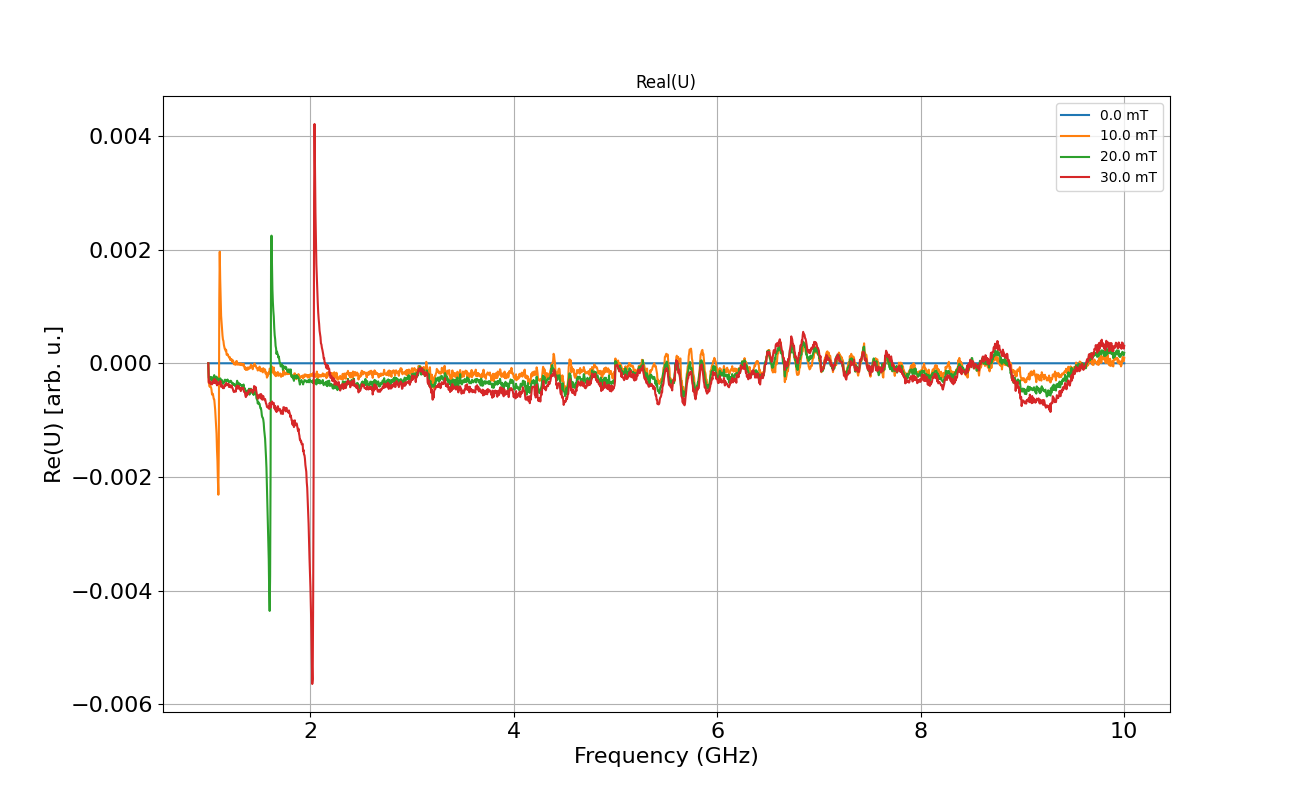 Real(U)
0.0 mT
10.0 mT
20.0 mT
30.0 mT
0.004
0.002
0.000
−0.002
−0.004
−0.006
Re(U) [arb. u.]
2
4
6
8
10
Frequency (GHz)